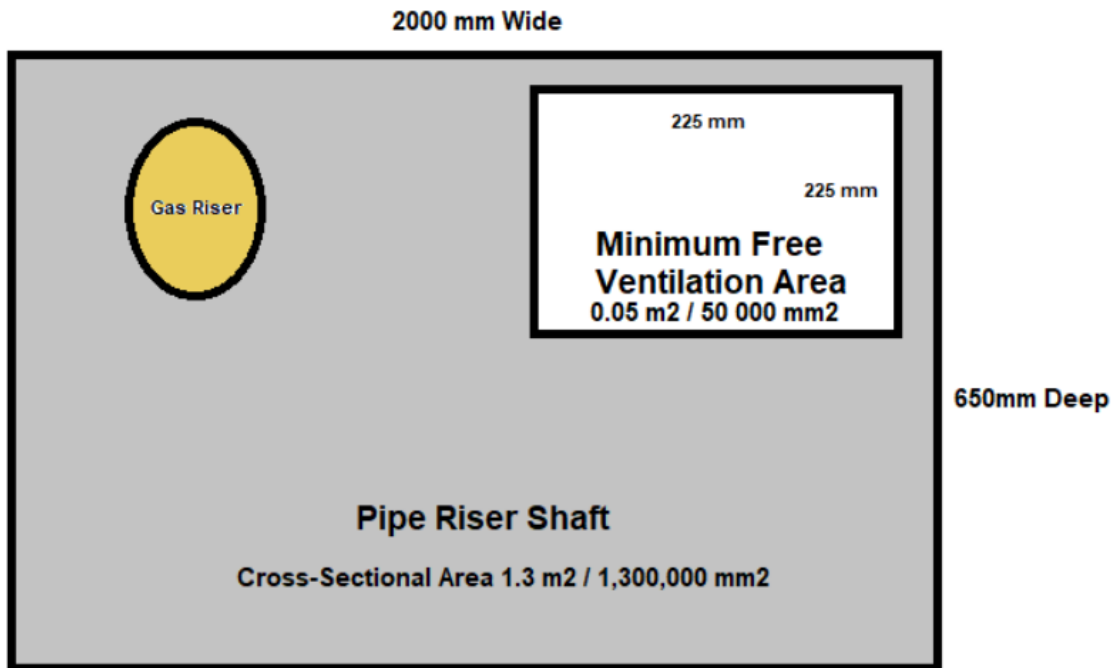 2000 mm Wide
225 mm
225 mm
Gas Riser
Minimum Free
Ventilation Area
0.05 m2 / 50 000 mm2
650mm Deep
Pipe Riser Shaft
Cross-Sectional Area 1.3 m2 / 1,300,000 mm2